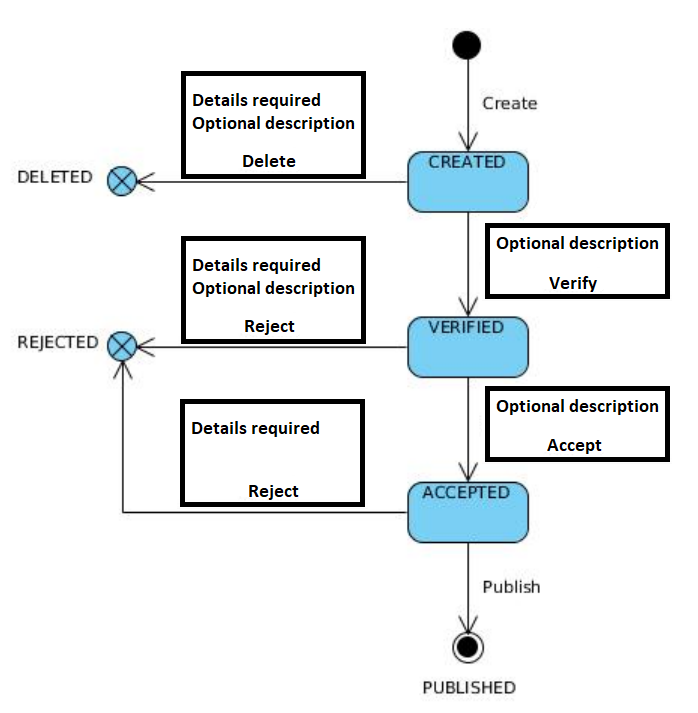 Create
Details required
Optional description
Delete
DELETED
CREATED
Optional description
Verify
Details required
Optional description
Reject
REJECTED
VERIFIED
Optional description
Accept
Details required
Reject
ACCEPTED
Publish
PUBLISHED